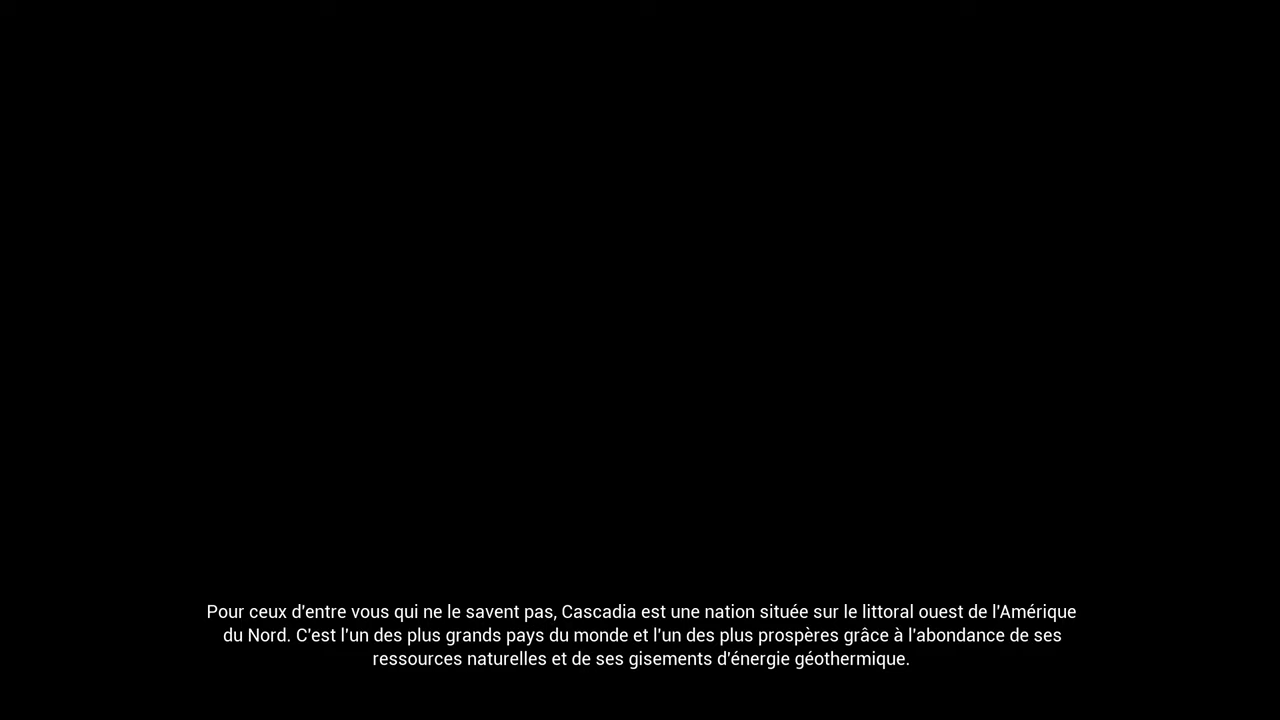 Pour ceux d'entre vous qui ne le savent pas, Cascadia est une nation située sur le littoral ouest de l'Amérique
du Nord. C'est l'un des plus grands pays du monde et l'un des plus prospères grâce à l'abondance de ses
ressources naturelles et de ses gisements d'énergie géothermique.